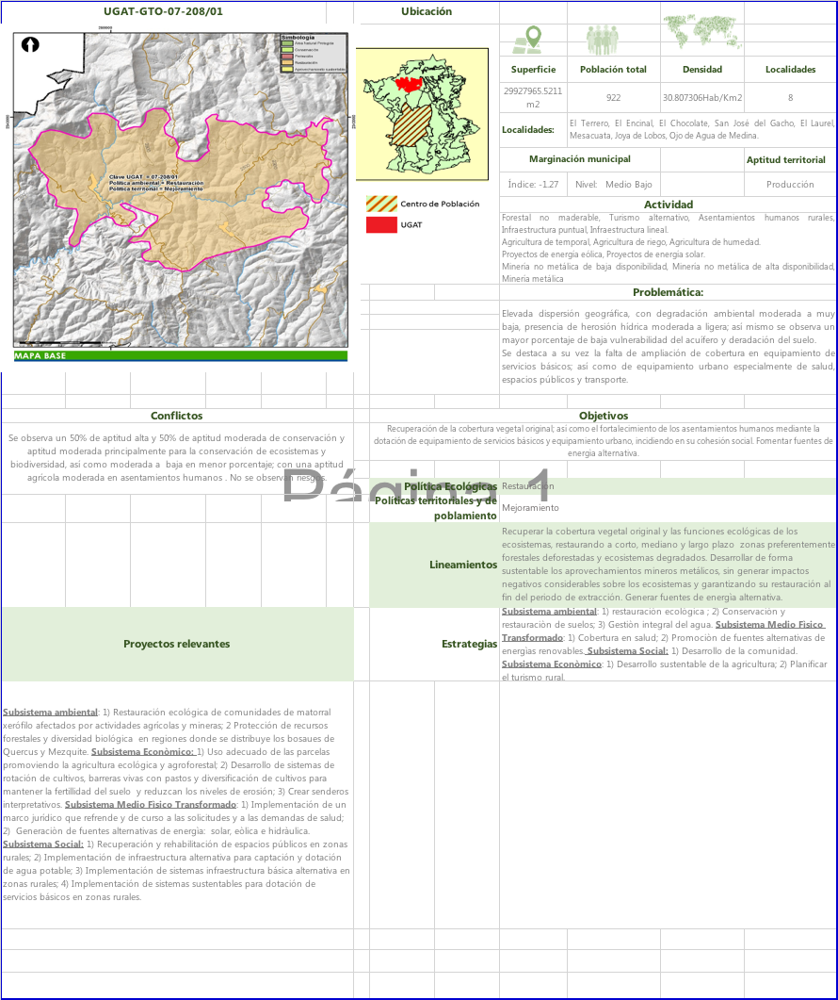 UGAT-GTO-07-208/01
Ubicación
Simbología
Área Natural Protegida
Conservación
Protección
Restauración
Aprovechamiento sustentable
Clave UGAT = 07-208/01
Política ambiental = Restauración
Política territorial = Mejoramiento
MAPA BASE
Centro de Población
UGAT
Superficie
Población total
Densidad
Localidades
29927965.5211
m2
922
30.807306Hab/Km2
8
Localidades:
El Terrero, El Encinal, El Chocolate, San José del Gacho, El Laurel,
Mesacuata, Joya de Lobos, Ojo de Agua de Medina.
Marginación municipal
Aptitud territorial
Índice: -1.27
Nivel: Medio Bajo
Producción
Actividad
Forestal no maderable, Turismo alternativo, Asentamientos humanos rurales,
Infraestructura puntual, Infraestructura lineal.
Agricultura de temporal, Agricultura de riego, Agricultura de humedad.
Proyectos de energía eólica, Proyectos de energía solar.
Minería no metálica de baja disponibilidad, Minería no metálica de alta disponibilidad,
Minería metálica
Problemática:
Elevada dispersión geográfica, con degradación ambiental moderada a muy
baja, presencia de herosión hídrica moderada a ligera; así mismo se observa un
mayor porcentaje de baja vulnerabilidad del acuífero y deradación del suelo.
Se destaca a su vez la falta de ampliación de cobertura en equipamiento de
servicios básicos; así como de equipamiento urbano especialmente de salud,
espacios públicos y transporte.
Conflictos
Se observa un 50% de aptitud alta y 50% de aptitud moderada de conservación y
aptitud moderada principalmente para la conservación de ecosistemas y
biodiversidad, así como moderada a baja en menor porcentaje; con una aptitud
agrícola moderada en asentamientos humanos . No se observan riesgos.
Objetivos
Recuperación de la cobertura vegetal original; así como el fortalecimiento de los asentamientos humanos mediante la
dotación de equipamiento de servicios básicos y equipamiento urbano, incidiendo en su cohesión social. Fomentar fuentes de
energía alternativa.
Página 1
Política Ecológicas
Restauración
Políticas territoriales y de
poblamiento
Mejoramiento
Lineamientos
Recuperar la cobertura vegetal original y las funciones ecológicas de los
ecosistemas, restaurando a corto, mediano y largo plazo zonas preferentemente
forestales deforestadas y ecosistemas degradados. Desarrollar de forma
sustentable los aprovechamientos mineros metálicos, sin generar impactos
negativos considerables sobre los ecosistemas y garantizando su restauración al
fin del periodo de extracción. Generar fuentes de energía alternativa.
Estrategias
Subsistema ambiental: 1) restauración ecológica ; 2) Conservación y
restauraciòn de suelos; 3) Gestiòn integral del agua. Subsistema Medio Fisico
Transformado: 1) Cobertura en salud; 2) Promociòn de fuentes alternativas de
energías renovables. Subsistema Social: 1) Desarrollo de la comunidad.
Subsistema Econòmico: 1) Desarrollo sustentable de la agricultura; 2) Planificar
el turismo rural.
Proyectos relevantes
Subsistema ambiental: 1) Restauración ecológica de comunidades de matorral
xerófilo afectados por actividades agrícolas y mineras; 2 Protección de recursos
forestales y diversidad biológica en regiones donde se distribuye los bosaues de
Quercus y Mezquite. Subsistema Econòmico: 1) Uso adecuado de las parcelas
promoviendo la agricultura ecológica y agroforestal; 2) Desarrollo de sistemas de
rotación de cultivos, barreras vivas con pastos y diversificación de cultivos para
mantener la fertillidad del suelo y reduzcan los niveles de erosión; 3) Crear senderos
interpretativos. Subsistema Medio Fisico Transformado: 1) Implementación de un
marco jurídico que refrende y de curso a las solicitudes y a las demandas de salud;
2) Generaciòn de fuentes alternativas de energìa: solar, eòlica e hidráulica.
Subsistema Social: 1) Recuperación y rehabilitación de espacios públicos en zonas
rurales; 2) Implementación de infraestructura alternativa para captación y dotación
de agua potable; 3) Implementación de sistemas infraestructura básica alternativa en
zonas rurales; 4) Implementación de sistemas sustentables para dotación de
servicios básicos en zonas rurales.